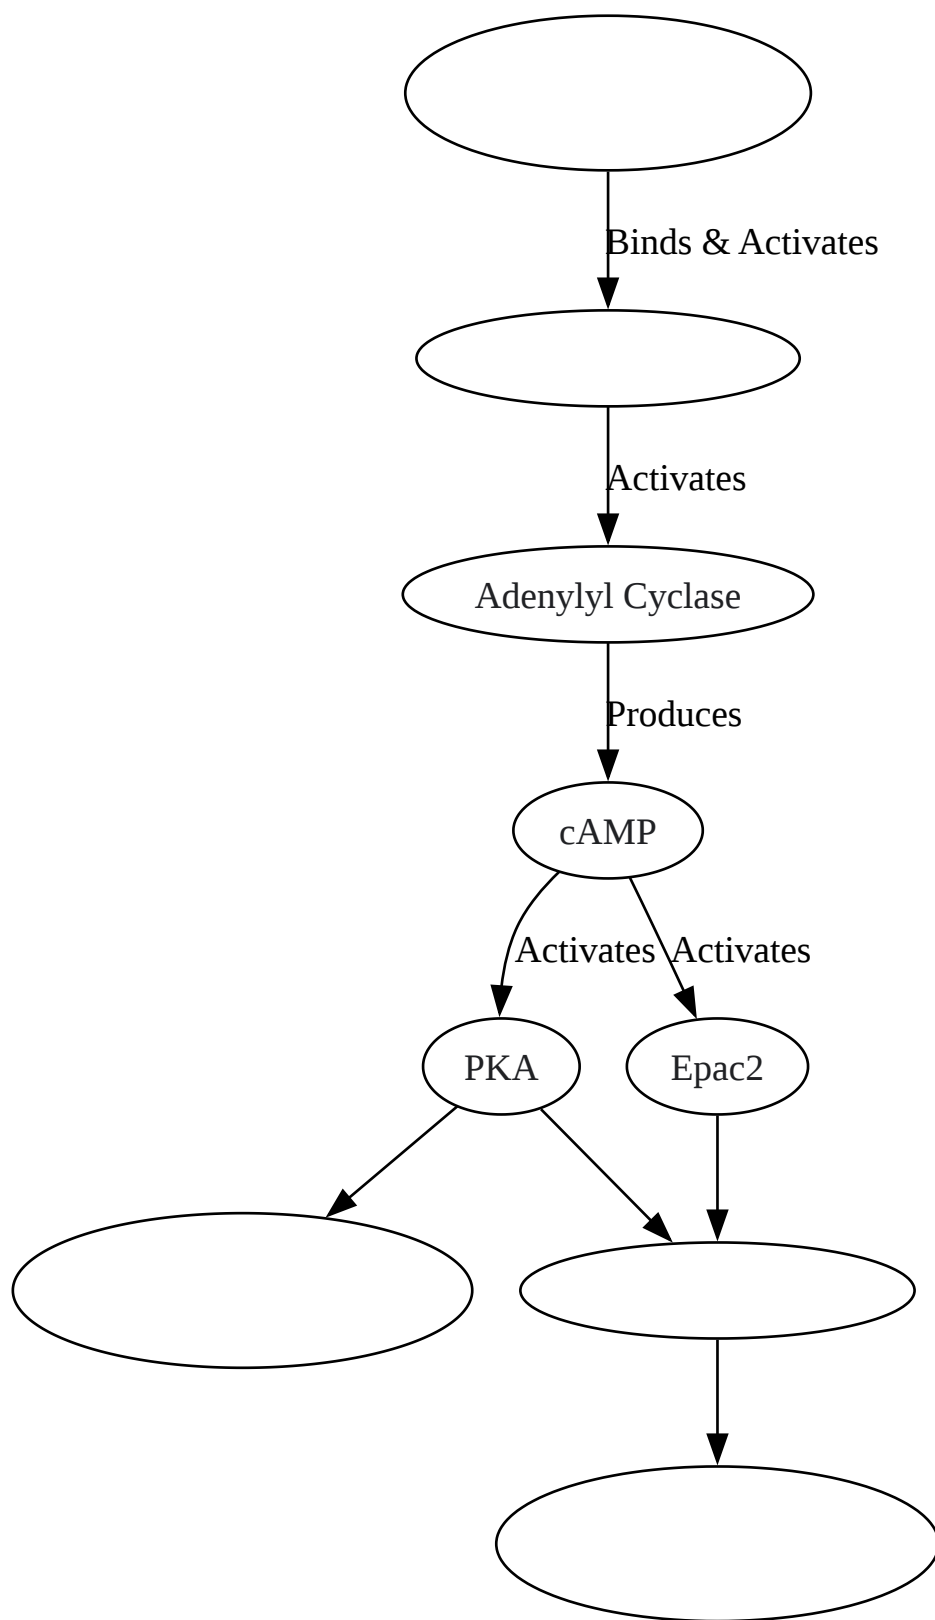 Binds & Activates
Activates
Adenylyl Cyclase
Produces
cAMP
Activates
Activates
PKA
Epac2